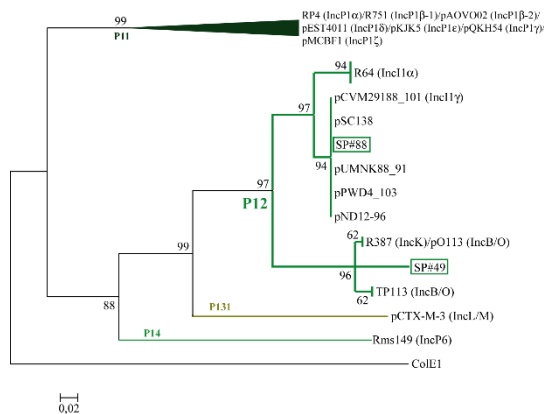 RP4 (IncP1α)/R751 (IncP1β-1)/pAOVO02 (IncP1β-2)/
pEST4011 (IncP1δ)/pKJK5 (IncP1ε)/pQKH54 (IncP1γ)/
pMCBF1 (IncP1ζ)
99
P11
94
R64 (IncI1α)
pCVM29188_101 (IncI1γ)
97
pSC138
SP#88
94
pUMNK88_91
97
P12
pPWD4_103
pND12-96
62
R387 (IncK)/pO113 (IncB/O)
99
96
SP#49
TP113 (IncB/O)
62
88
P131
pCTX-M-3 (IncL/M)
P14
Rms149 (IncP6)
ColE1
0,02